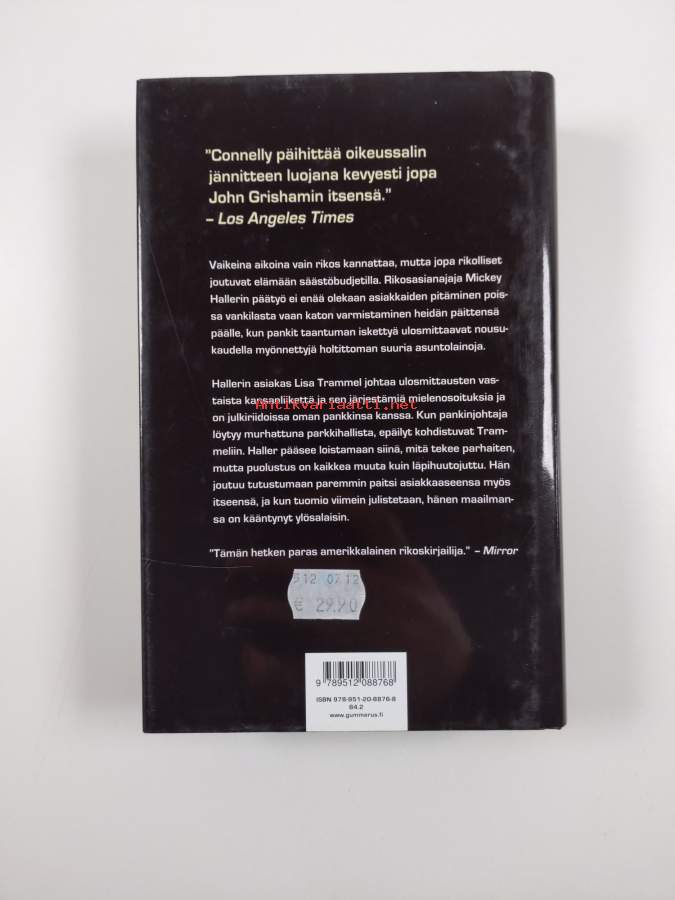 ”Connelly päihittää oikeussalin
jännitteen luojana kevyesti jopa
John Grishamin itsensä.”
– Los Angeles Times
Vaikeina aikoina vain rikos kannattaa, mutta jopa rikolliset
joutuvat elämään säästöbudjetilla. Rikosasianajaja Mickey
Hallerin päätyö ei enää olekaan asiakkaiden pitäminen pois-
sa vankilasta vaan katon varmistaminen heidän päittensä
päälle, kun pankit taantuman iskettyä ulosmittaavat nousu-
kaudella myönnettyjä holtittoman suuria asuntolainoja.
Hallerin asiakas Lisa Trammel johtaa ulosmittausten vas-
taista kansanliikettä ja sen järjestämiä mielenosoituksia ja
Antikvariaatti.net
on julkiriidoissa oman pankkinsa kanssa. Kun pankinjohtaja
löytyy murhattuna parkkihallista, epäilyt kohdistuvat Tram-
meliin. Haller pääsee loistamaan siinä, mitä tekee parhaiten,
mutta puolustus on kaikkea muuta kuin läpihuutojuttu. Hän
joutuu tutustumaan paremmin paitsi asiakkaaseensa myös
itseensä, ja kun tuomio viimein julistetaan, hänen maailman-
sa on kääntynyt ylösalaisin.
”Tämän hetken paras amerikkalainen rikoskirjailija.” – Mirror
512 07 12
€ 29.90
9 789512 088768
ISBN 978-951-20-8876-8
84.2
www.gummerus.fi